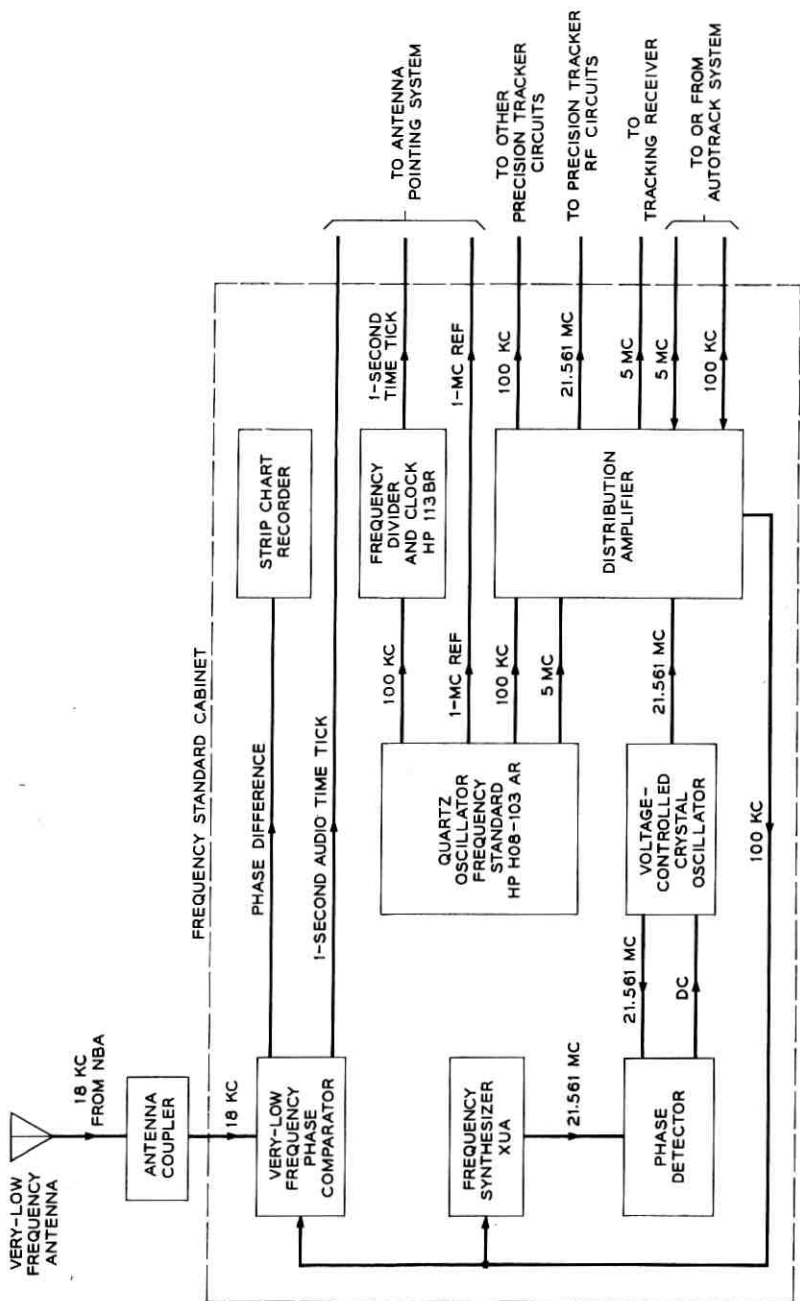 VERY-LOW
FREQUENCY
ANTENNA
18 KC
FROM NBA
ANTENNA
COUPLER
18 KC
FREQUENCY STANDARD CABINET
VERY-LOW
FREQUENCY
PHASE
COMPARATOR
PHASE DIFFERENCE
STRIP CHART
RECORDER
1-SECOND AUDIO TIME TICK
FREQUENCY
SYNTHESIZER
XUA
21.561 MC
PHASE
DETECTOR
21.561 MC
DC
VOLTAGE-
CONTROLLED
CRYSTAL
OSCILLATOR
21.561 MC
QUARTZ
OSCILLATOR
FREQUENCY
STANDARD
HP H08-103 AR
100 KC
1-MC REF
100 KC
5 MC
FREQUENCY
DIVIDER
AND CLOCK
HP 113 BR
DISTRIBUTION
AMPLIFIER
100 KC
1-SECOND
TIME TICK
1-MC REF
100 KC
21.561 MC
5 MC
5 MC
100 KC
TO ANTENNA
POINTING SYSTEM
TO OTHER
PRECISION TRACKER
CIRCUITS
TO PRECISION TRACKER
RF CIRCUITS
TO
TRACKING RECEIVER
TO OR FROM
AUTOTRACK SYSTEM